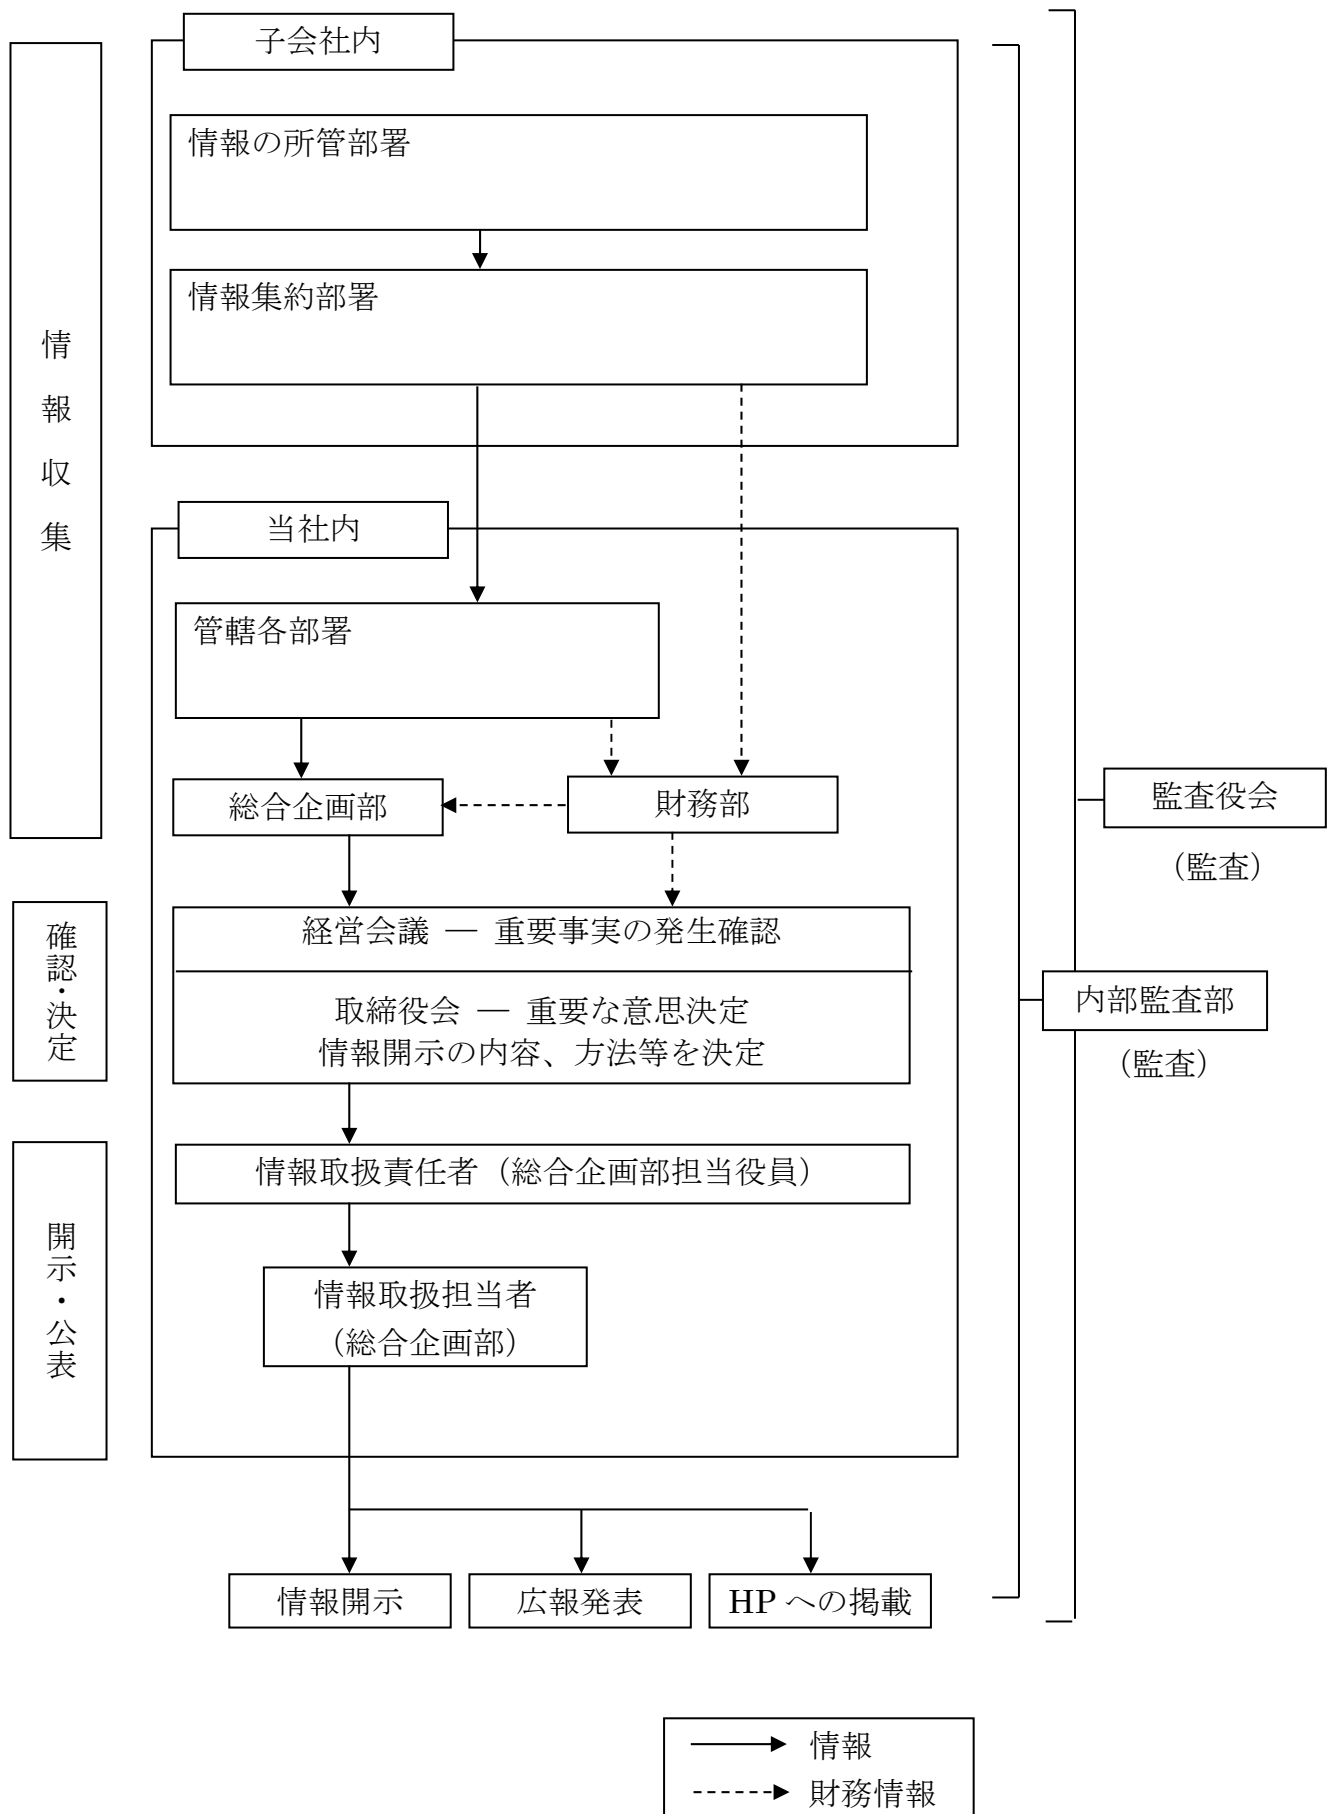 子会社内
情報の所管部署
情報集約部署
情報収集
当社内
管轄各部署
総合企画部
財務部
監査役会
(監査)
確認・決定
経営会議 ― 重要事実の発生確認
取締役会 ― 重要な意思決定
情報開示の内容、方法等を決定
内部監査部
(監査)
開示・公表
情報取扱責任者(総合企画部担当役員)
情報取扱担当者
(総合企画部)
情報開示
広報発表
HP への掲載
情報
財務情報